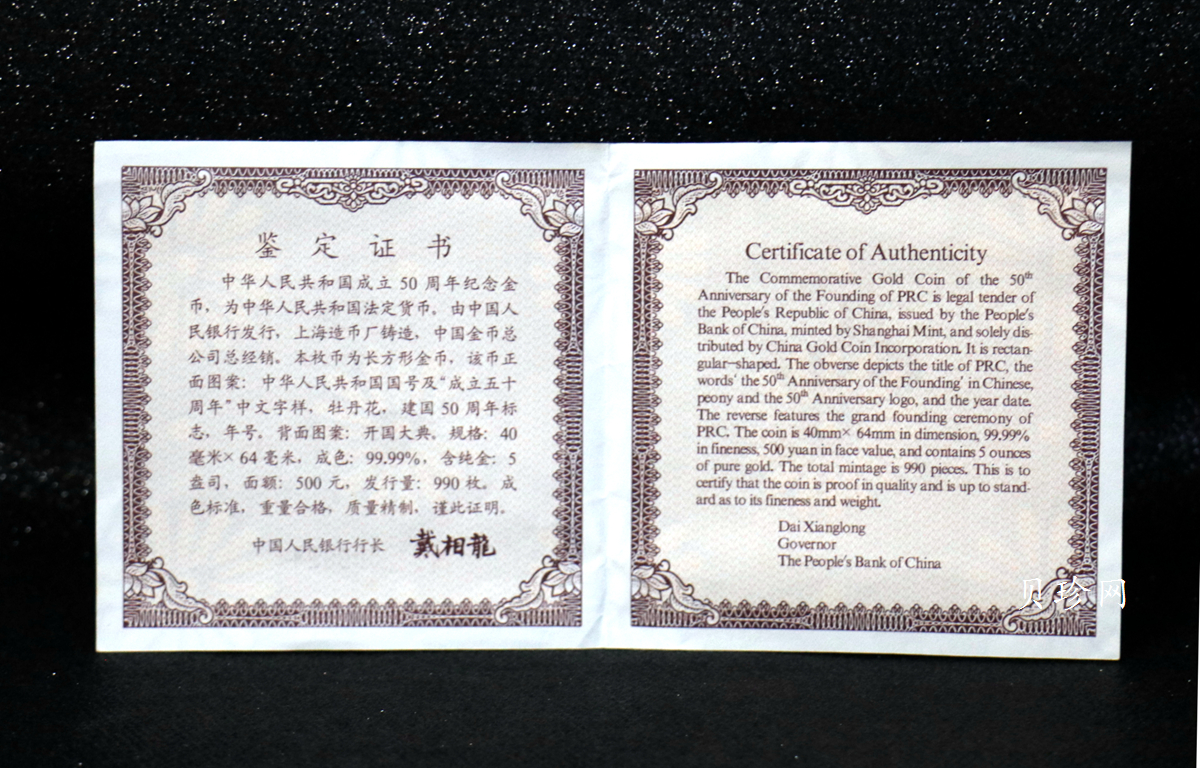 鉴定证书
中华人民共和国成立 50 周年纪念金
币，为中华人民共和国法定货币。由中国人
民银行发行，上海造币厂铸造，中国金币总
公司总经销。本枚币为长方形金币，该币正
面图案：中华人民共和国国号及“成立五十
周年”中文字样，牡丹花，建国 50 周年标
志，年号。背面图案：开国大典。规格：40
毫米× 64 毫米，成色：99.99%，含纯金：5
盎司，面额：500 元，发行量：990 枚。成
色标准，重量合格，质量精制，谨此证明。
中国人民银行行长 戴相龍
Certificate of Authenticity
The Commemorative Gold Coin of the 50th
Anniversary of the Founding of PRC is legal tender of
the People's Republic of China, issued by the People's
Bank of China, minted by Shanghai Mint, and solely dis-
tributed by China Gold Coin Incorporation. It is rectan-
gular-shaped. The obverse depicts the title of PRC, the
words' the 50th Anniversary of the Founding' in Chinese,
peony and the 50th Anniversary logo, and the year date.
The reverse features the grand founding ceremony of
PRC. The coin is 40mm× 64mm in dimension, 99.99%
in fineness, 500 yuan in face value, and contains 5 ounces
of pure gold. The total mintage is 990 pieces. This is to
certify that the coin is proof in quality and is up to stand-
ard as to its fineness and weight.
Dai Xianglong
Governor
The People's Bank of China
贝珍网